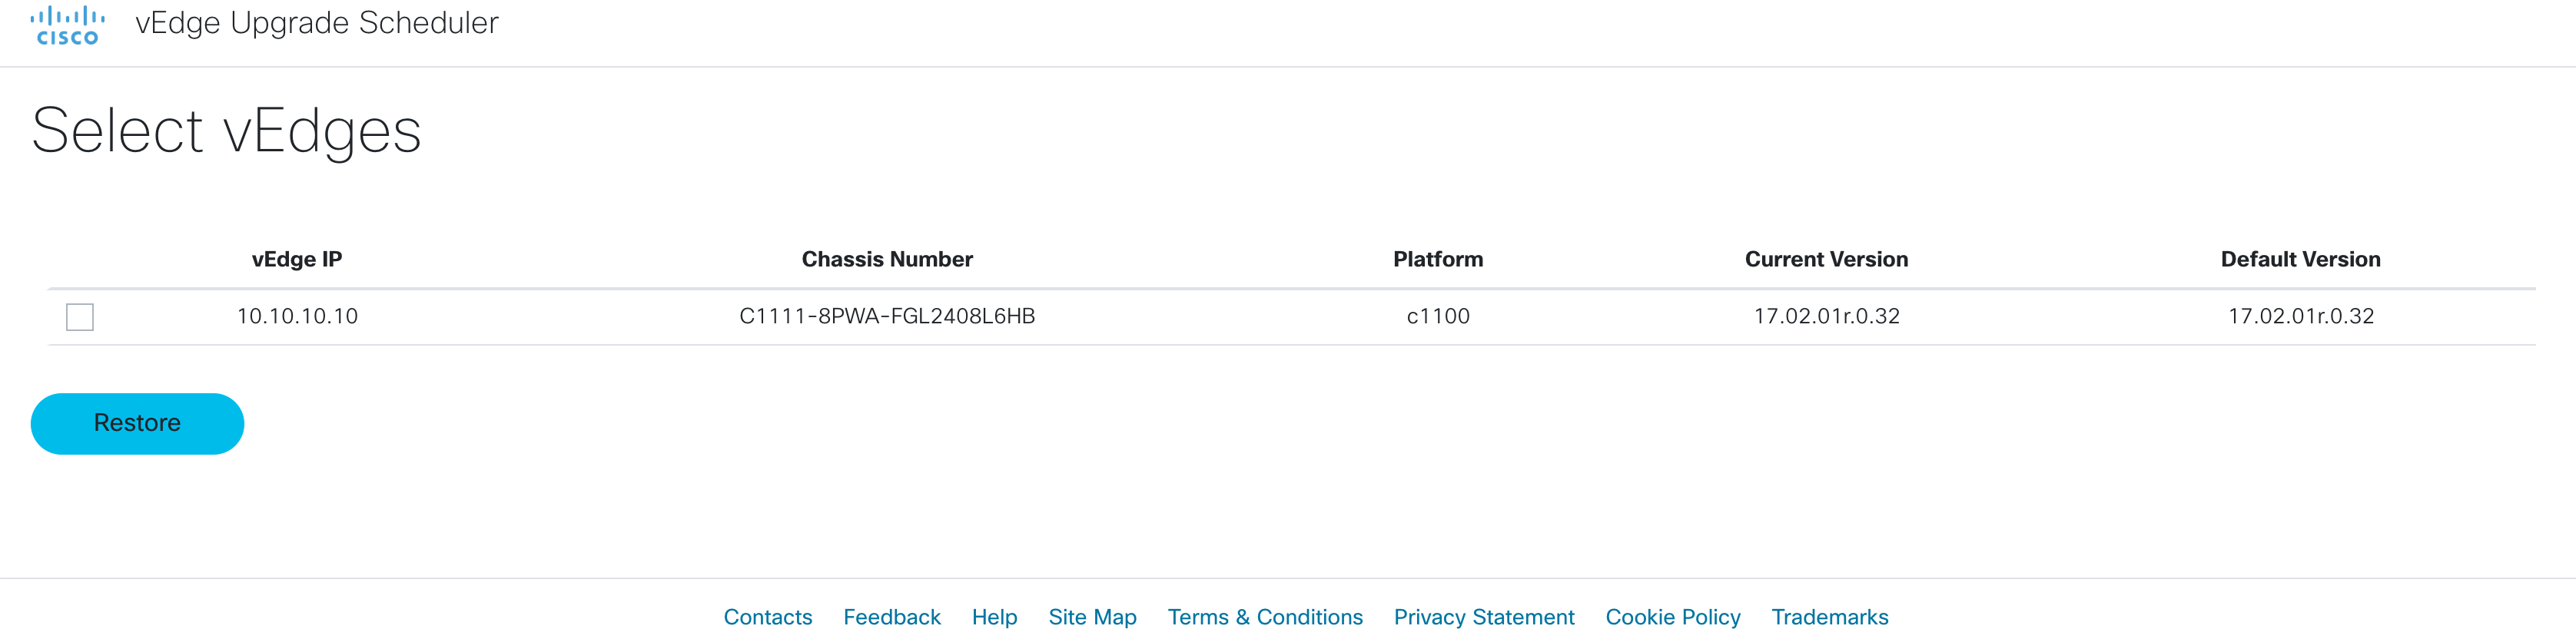 CISCO vEdge Upgrade Scheduler
Select vEdges
vEdge IP Chassis Number Platform Current Version Default Version
10.10.10.10 C1111-8PWA-FGL2408L6HB c1100 17.02.01r.0.32 17.02.01r.0.32
Restore
Contacts Feedback Help Site Map Terms & Conditions Privacy Statement Cookie Policy Trademarks